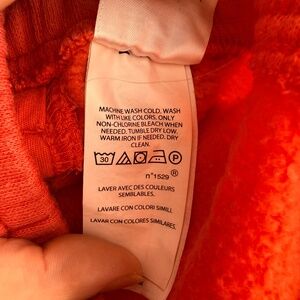 MACHINE WASH COLD, WASH
WITH LIKE COLORS. ONLY
NON-CHLORINE BLEACH WHEN
NEEDED. TUMBLE DRY LOW.
WARM IRON IF NEEDED. DRY
CLEAN.
30 P
n°1529 ®
LAVER AVEC DES COULEURS
SEMBLABLES.
LAVARE CON COLORI SIMILI.
LAVAR CON COLORES SIMILARES.